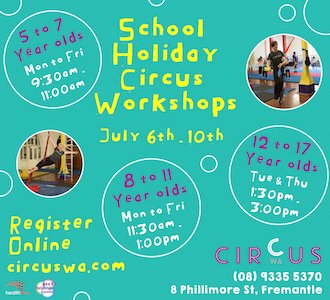 School
Holiday
Circus
Workshops
July 6th - 10th
5 to 7
Year olds
Mon to Fri
9:30am -
11:00am
8 to 11
Year olds
Mon to Fri
11:30am -
1:00pm
12 to 17
Year olds
Tue & Thu
1:30pm -
3:00pm
Register
Online
circuswa.com
CIRCUS
WA
(08) 9335 5370
8 Phillimore St, Fremantle
healthway